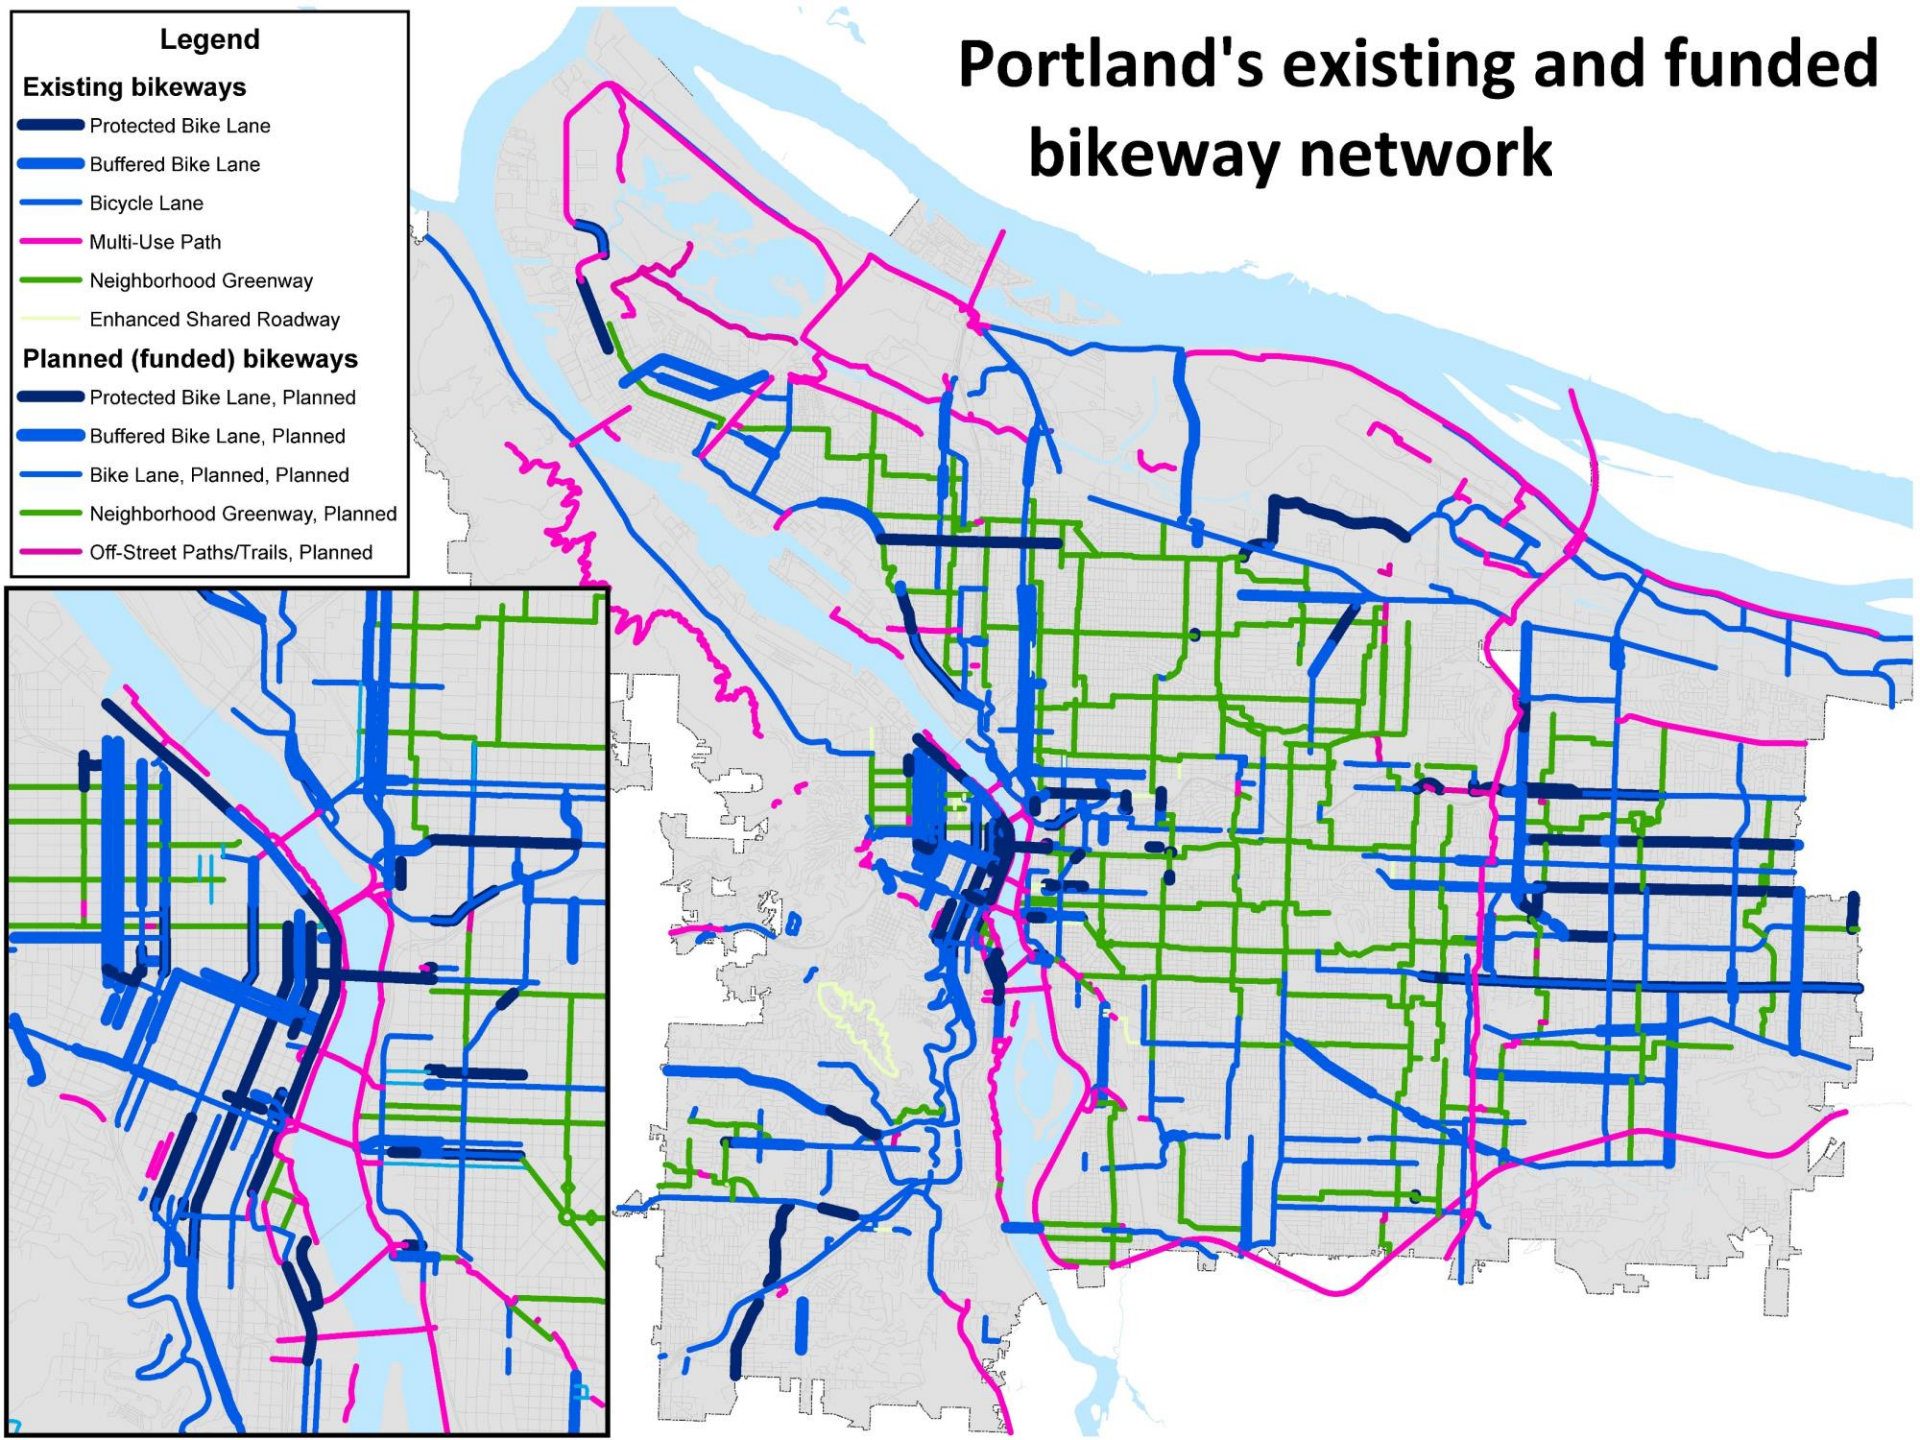 Portland's existing and funded
bikeway network
Legend
Existing bikeways
Protected Bike Lane
Buffered Bike Lane
Bicycle Lane
Multi-Use Path
Neighborhood Greenway
Enhanced Shared Roadway
Planned (funded) bikeways
Protected Bike Lane, Planned
Buffered Bike Lane, Planned
Bike Lane, Planned, Planned
Neighborhood Greenway, Planned
Off-Street Paths/Trails, Planned